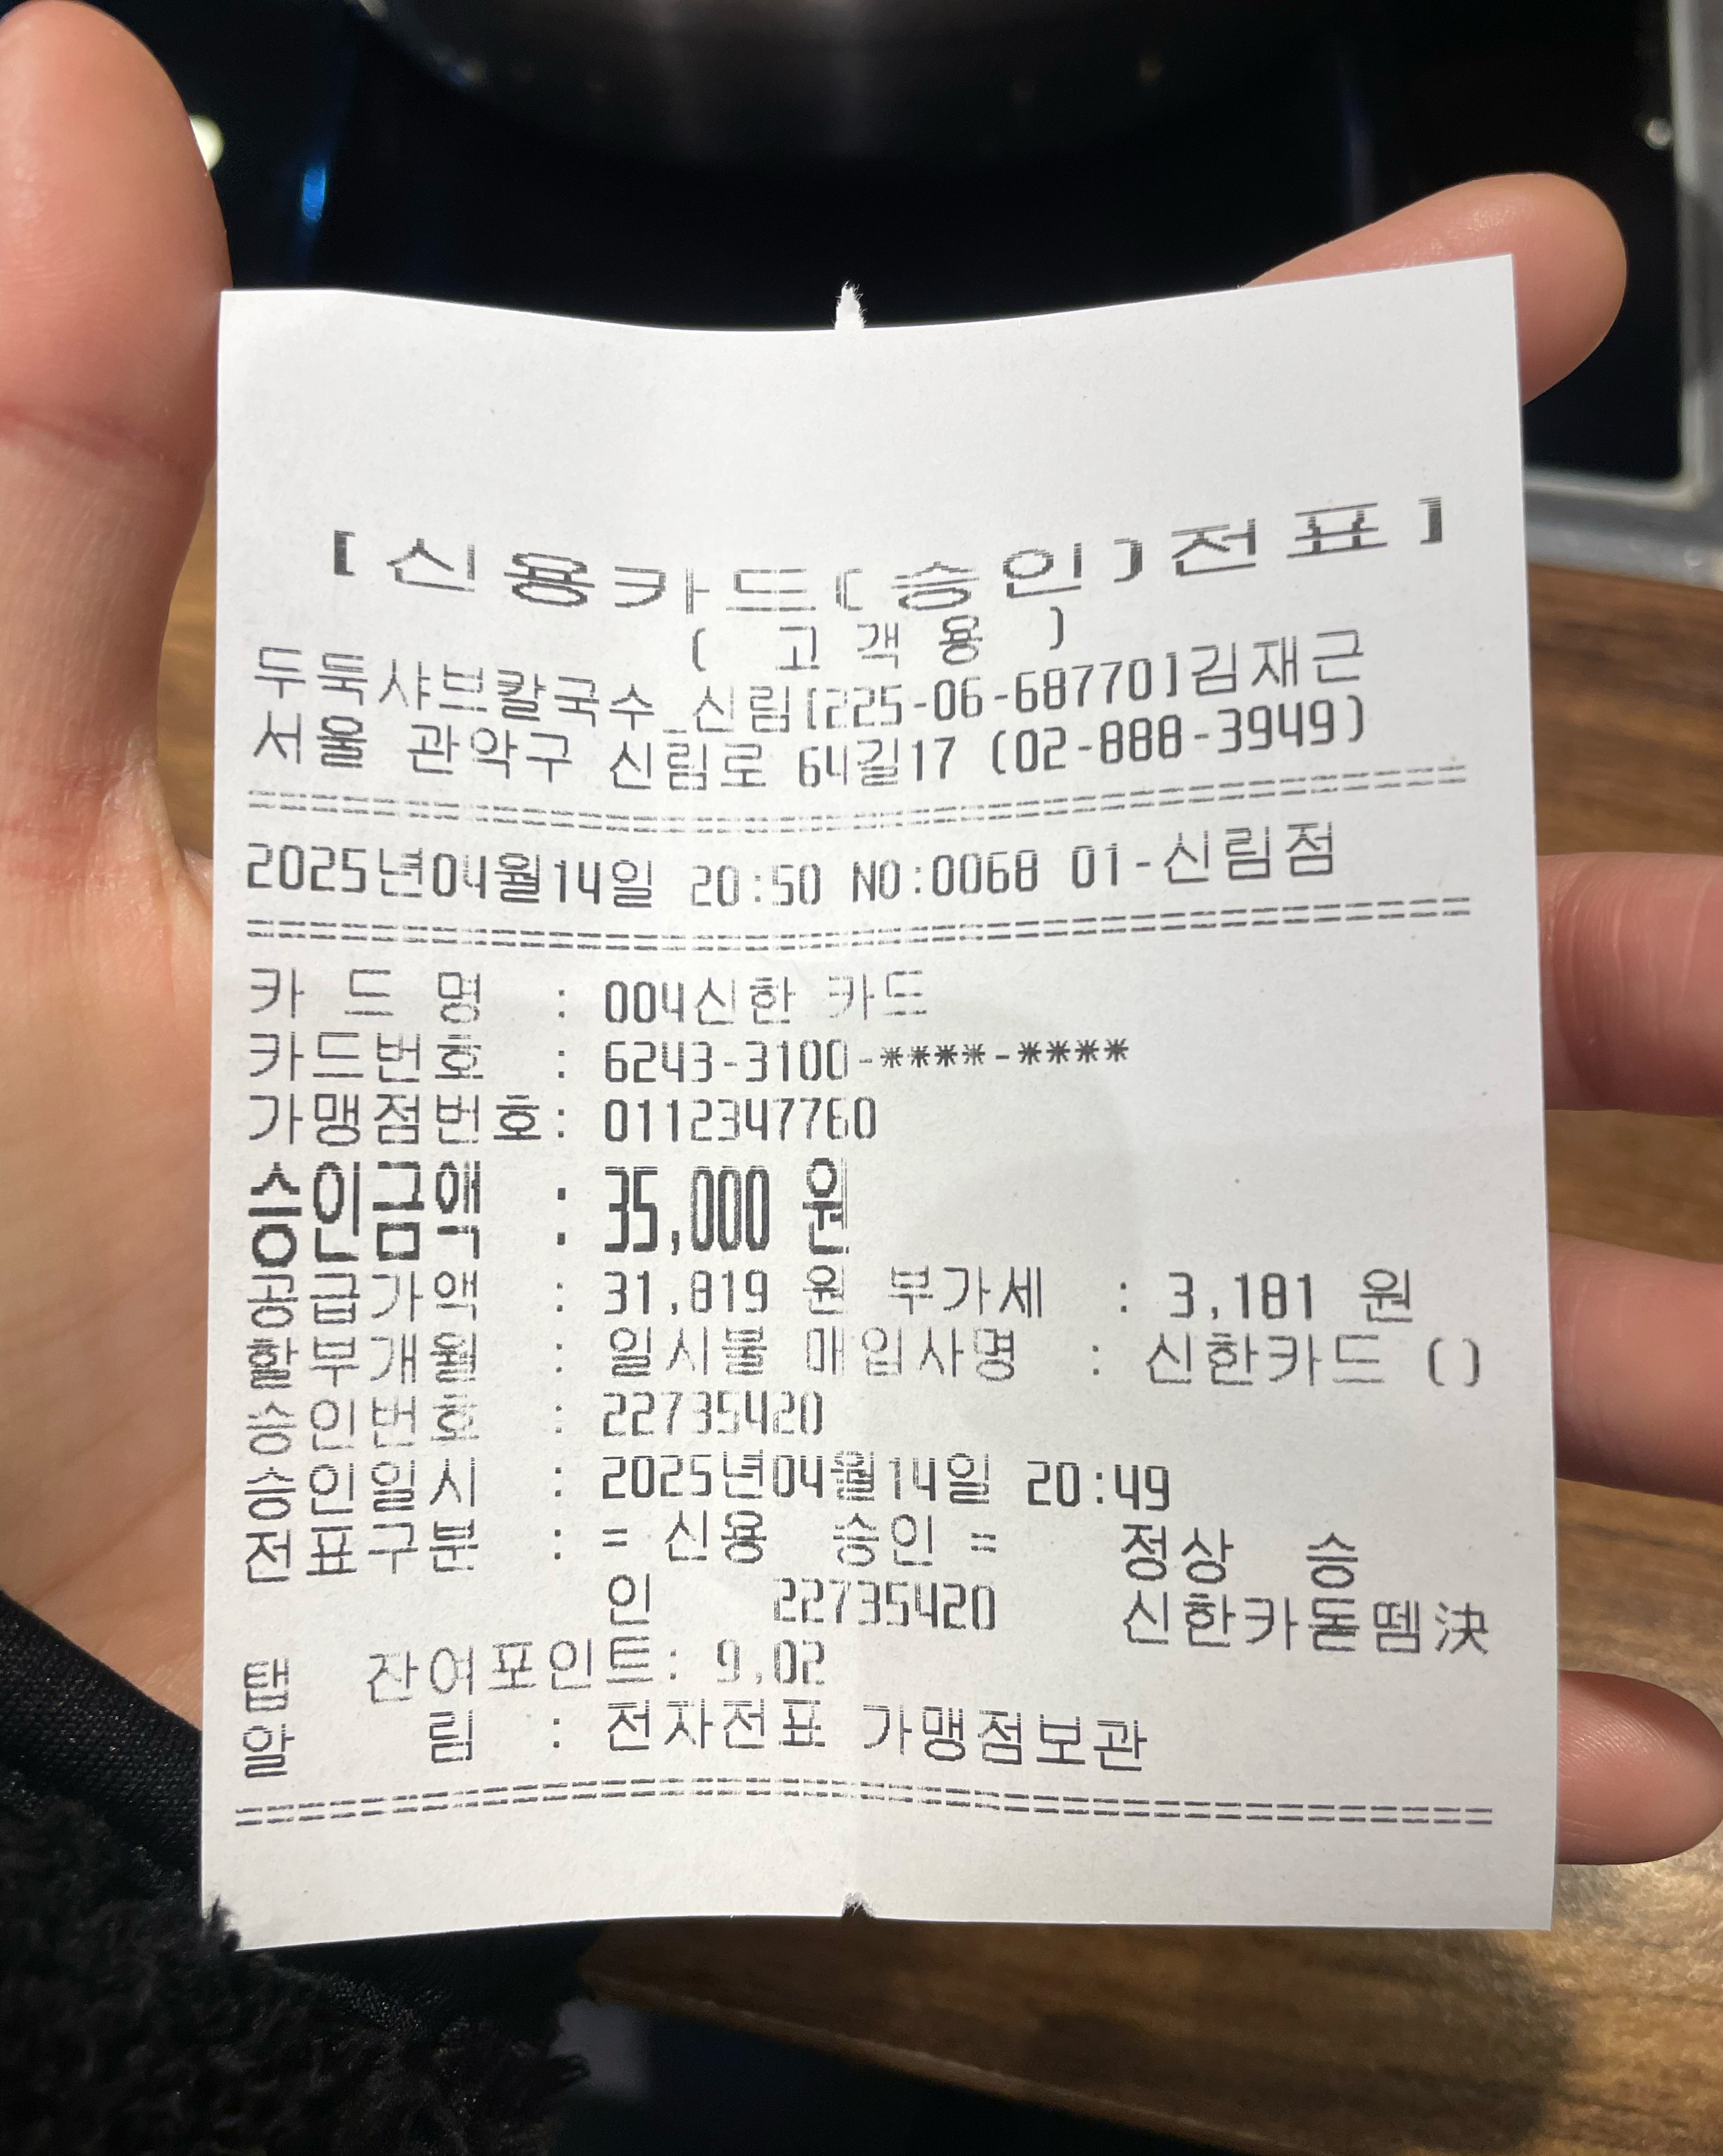 [신용카드(승인)전표]
( 고객용 )
두둑샤브칼국수_신림[225-06-68770]김재근
서울 관악구 신림로 64길17 (02-888-3949)
2025년04월14일 20:50 NO:0068 01-신림점
카 드 명 : 004신한 카드
카드번호 : 6243-3100-****-****
가맹점번호: 0112347760
승인금액 : 35,000 원
공급가액 : 31,819 원 부가세 : 3,181 원
할부개월 : 일시불 매입사명 : 신한카드 ()
승인번호 : 22735420
승인일시 : 2025년04월14일 20:49
전표구분 : = 신용 승인 = 정상 승
인 22735420 신한카돋뗌決
탭 잔여포인트: 9,02
알 림 : 전자전표 가맹점보관